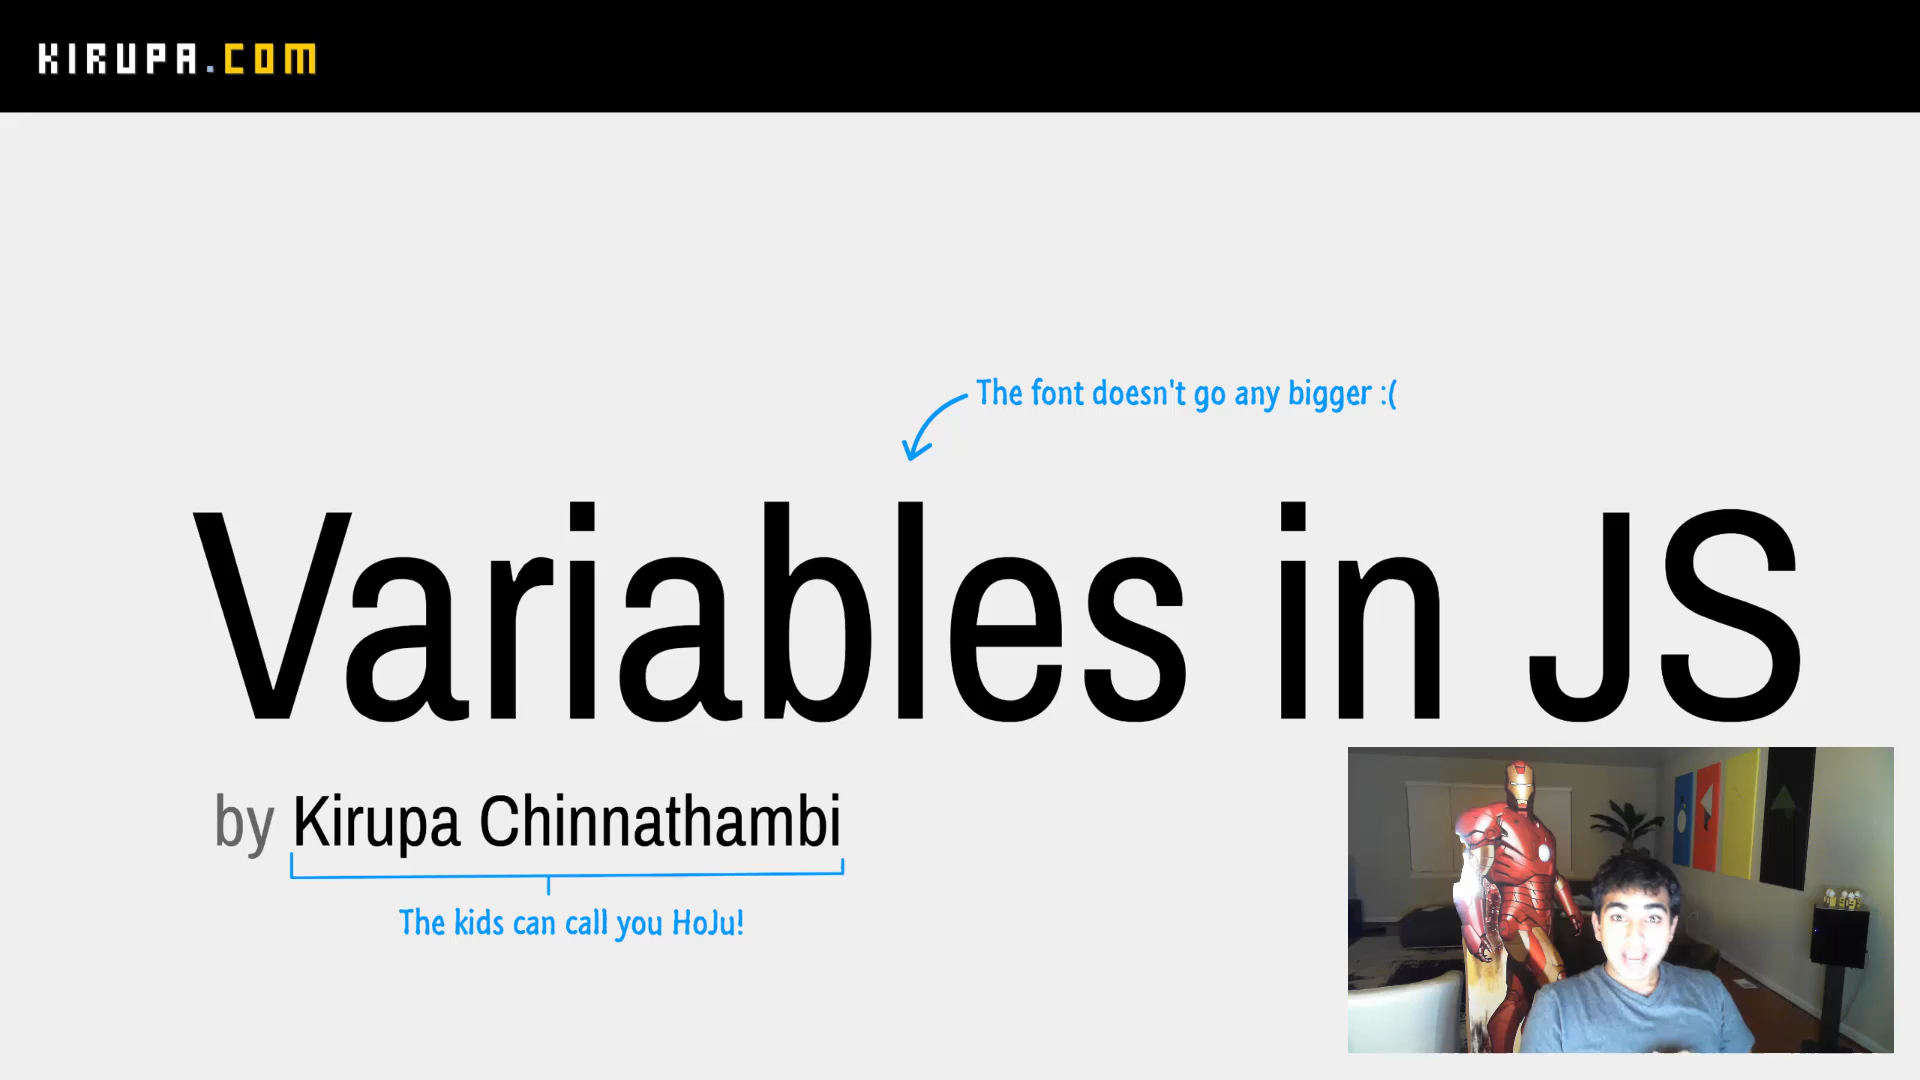 KIRUPA.COM
The font doesn't go any bigger :(
Variables in JS
by Kirupa Chinnathambi
The kids can call you HoJu!